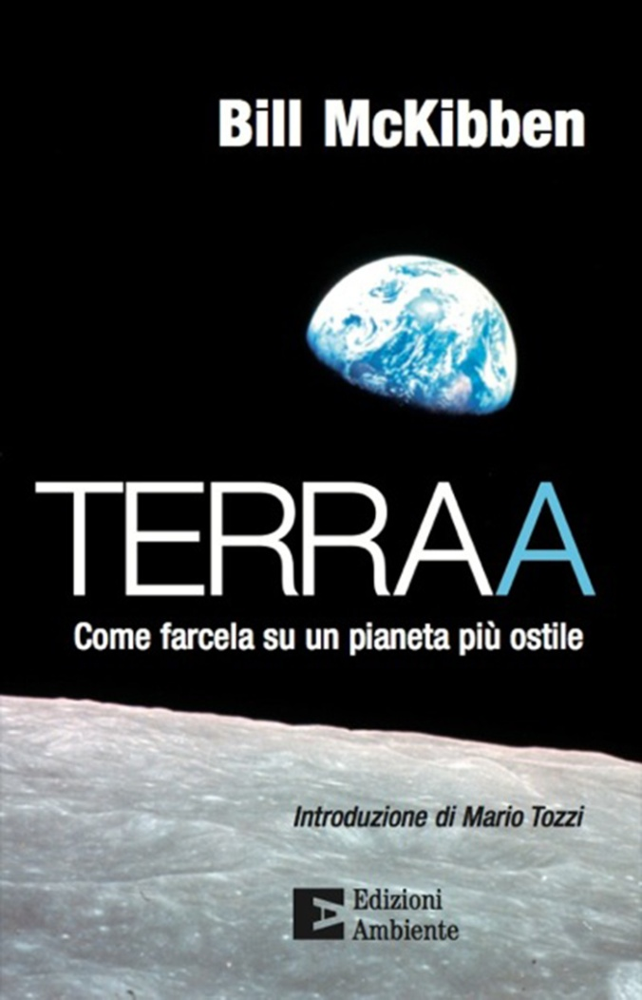 Bill McKibben
TERRAA
Come farcela su un pianeta più ostile
Introduzione di Mario Tozzi
Edizioni
Ambiente